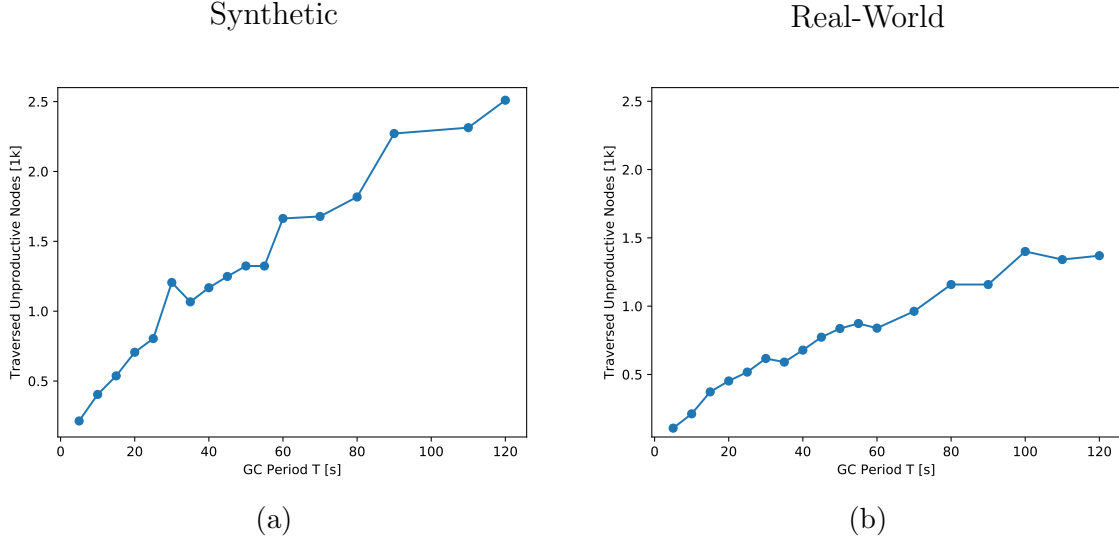 Synthetic
Real-World
Traversed Unproductive Nodes [1k]
2.5
2.0
1.5
1.0
0.5
0 20 40 60 80 100 120
GC Period T [s]
(a)
Traversed Unproductive Nodes [1k]
2.5
2.0
1.5
1.0
0.5
0 20 40 60 80 100 120
GC Period T [s]
(b)